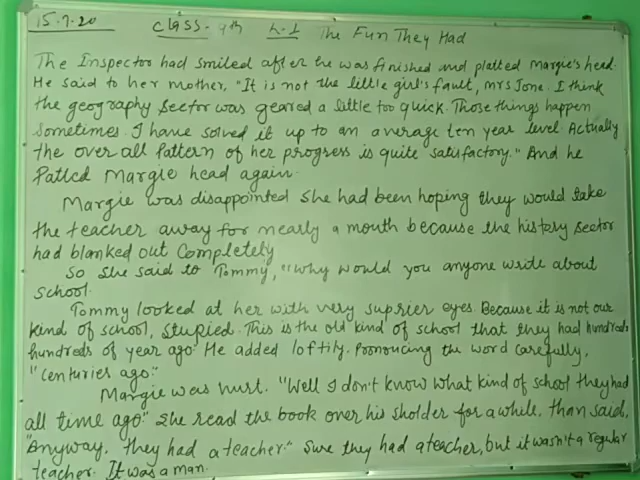 15.7.20 Class- 9th L-1 The Fun They Had
The Inspector had smiled after he was finished and platted Margie's head.
He said to her mother, "It is not the little girl's fault, mrs Jone. I think
the geography sector was geared a little too quick. Those things happen
sometimes. I have solved it up to an average ten year level. Actually
the over all pattern of her progress is quite satisfactory." And he
Patted Margie head again.
Margie was disappointed. She had been hoping they would take
the teacher away for nearly a mouth because the history sector
had blanked out completely
So she said to Tommy, "Why would you anyone write about
school.
Tommy looked at her with very suprier eyes. Because it is not our
kind of school, stupied. This is the old kind of school that they had hundreds
hundreds of year ago. He added loftily. Poonoucing the word carefully,
"centuries ago."
Margie was hurt. "Well I don't know what kind of school they had
all time ago." She read the book over his sholder for a while, than said,
"Anyway, they had a teacher." Sure they had a teacher, but it wasn't a regular
teacher. It was a man.